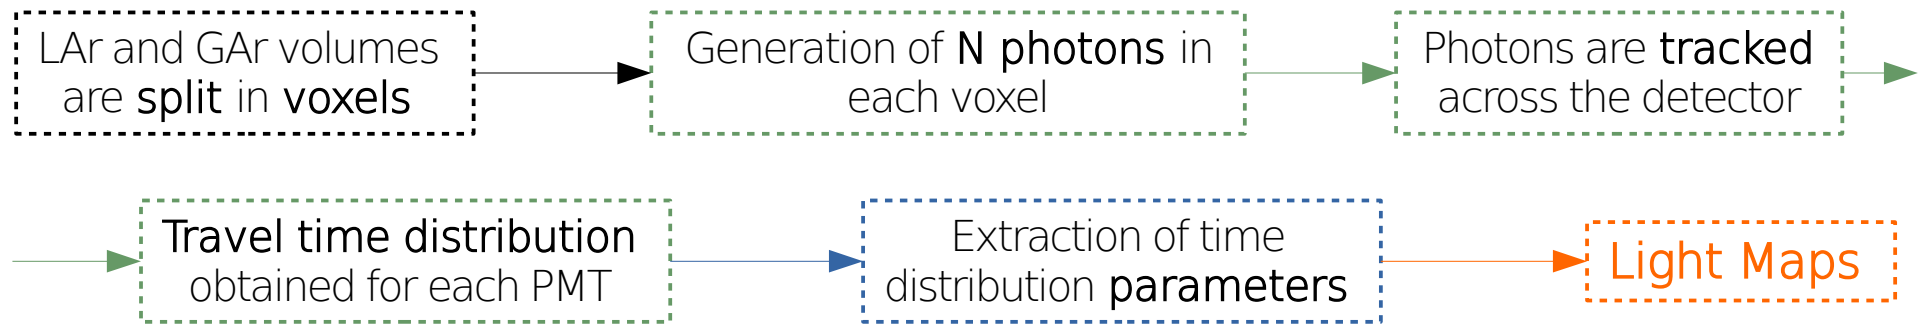 LAr and GAr volumes
are split in voxels
Generation of N photons in
each voxel
Photons are tracked
across the detector
Travel time distribution
obtained for each PMT
Extraction of time
distribution parameters
Light Maps